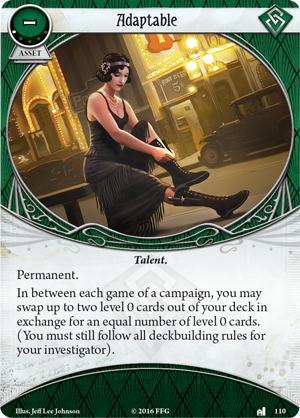 –
Adaptable
ASSET
Talent.
Permanent.
In between each game of a campaign, you may
swap up to two level 0 cards out of your deck in
exchange for an equal number of level 0 cards.
(You must still follow all deckbuilding rules for
your investigator).
Illus. Jeff Lee Johnson
© 2016 FFG
110